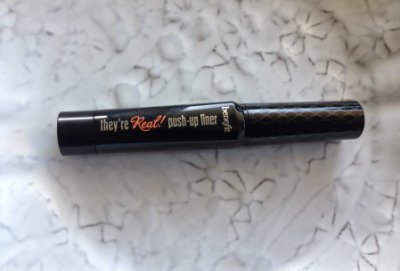 they're Real! push-up liner
benefit